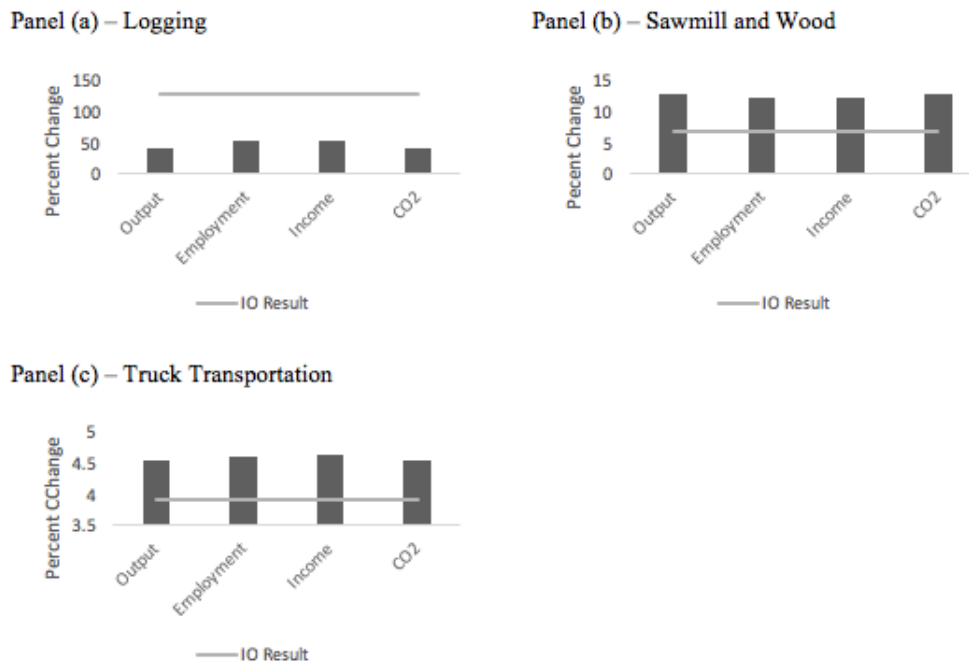 Panel (a) – Logging
Percent Change
150
100
50
0
Output
Employment
Income
CO2
IO Result
Panel (b) – Sawmill and Wood
Pecent Change
15
10
5
0
Output
Employment
Income
CO2
IO Result
Panel (c) – Truck Transportation
Percent CChange
5
4.5
4
3.5
Output
Employment
Income
CO2
IO Result